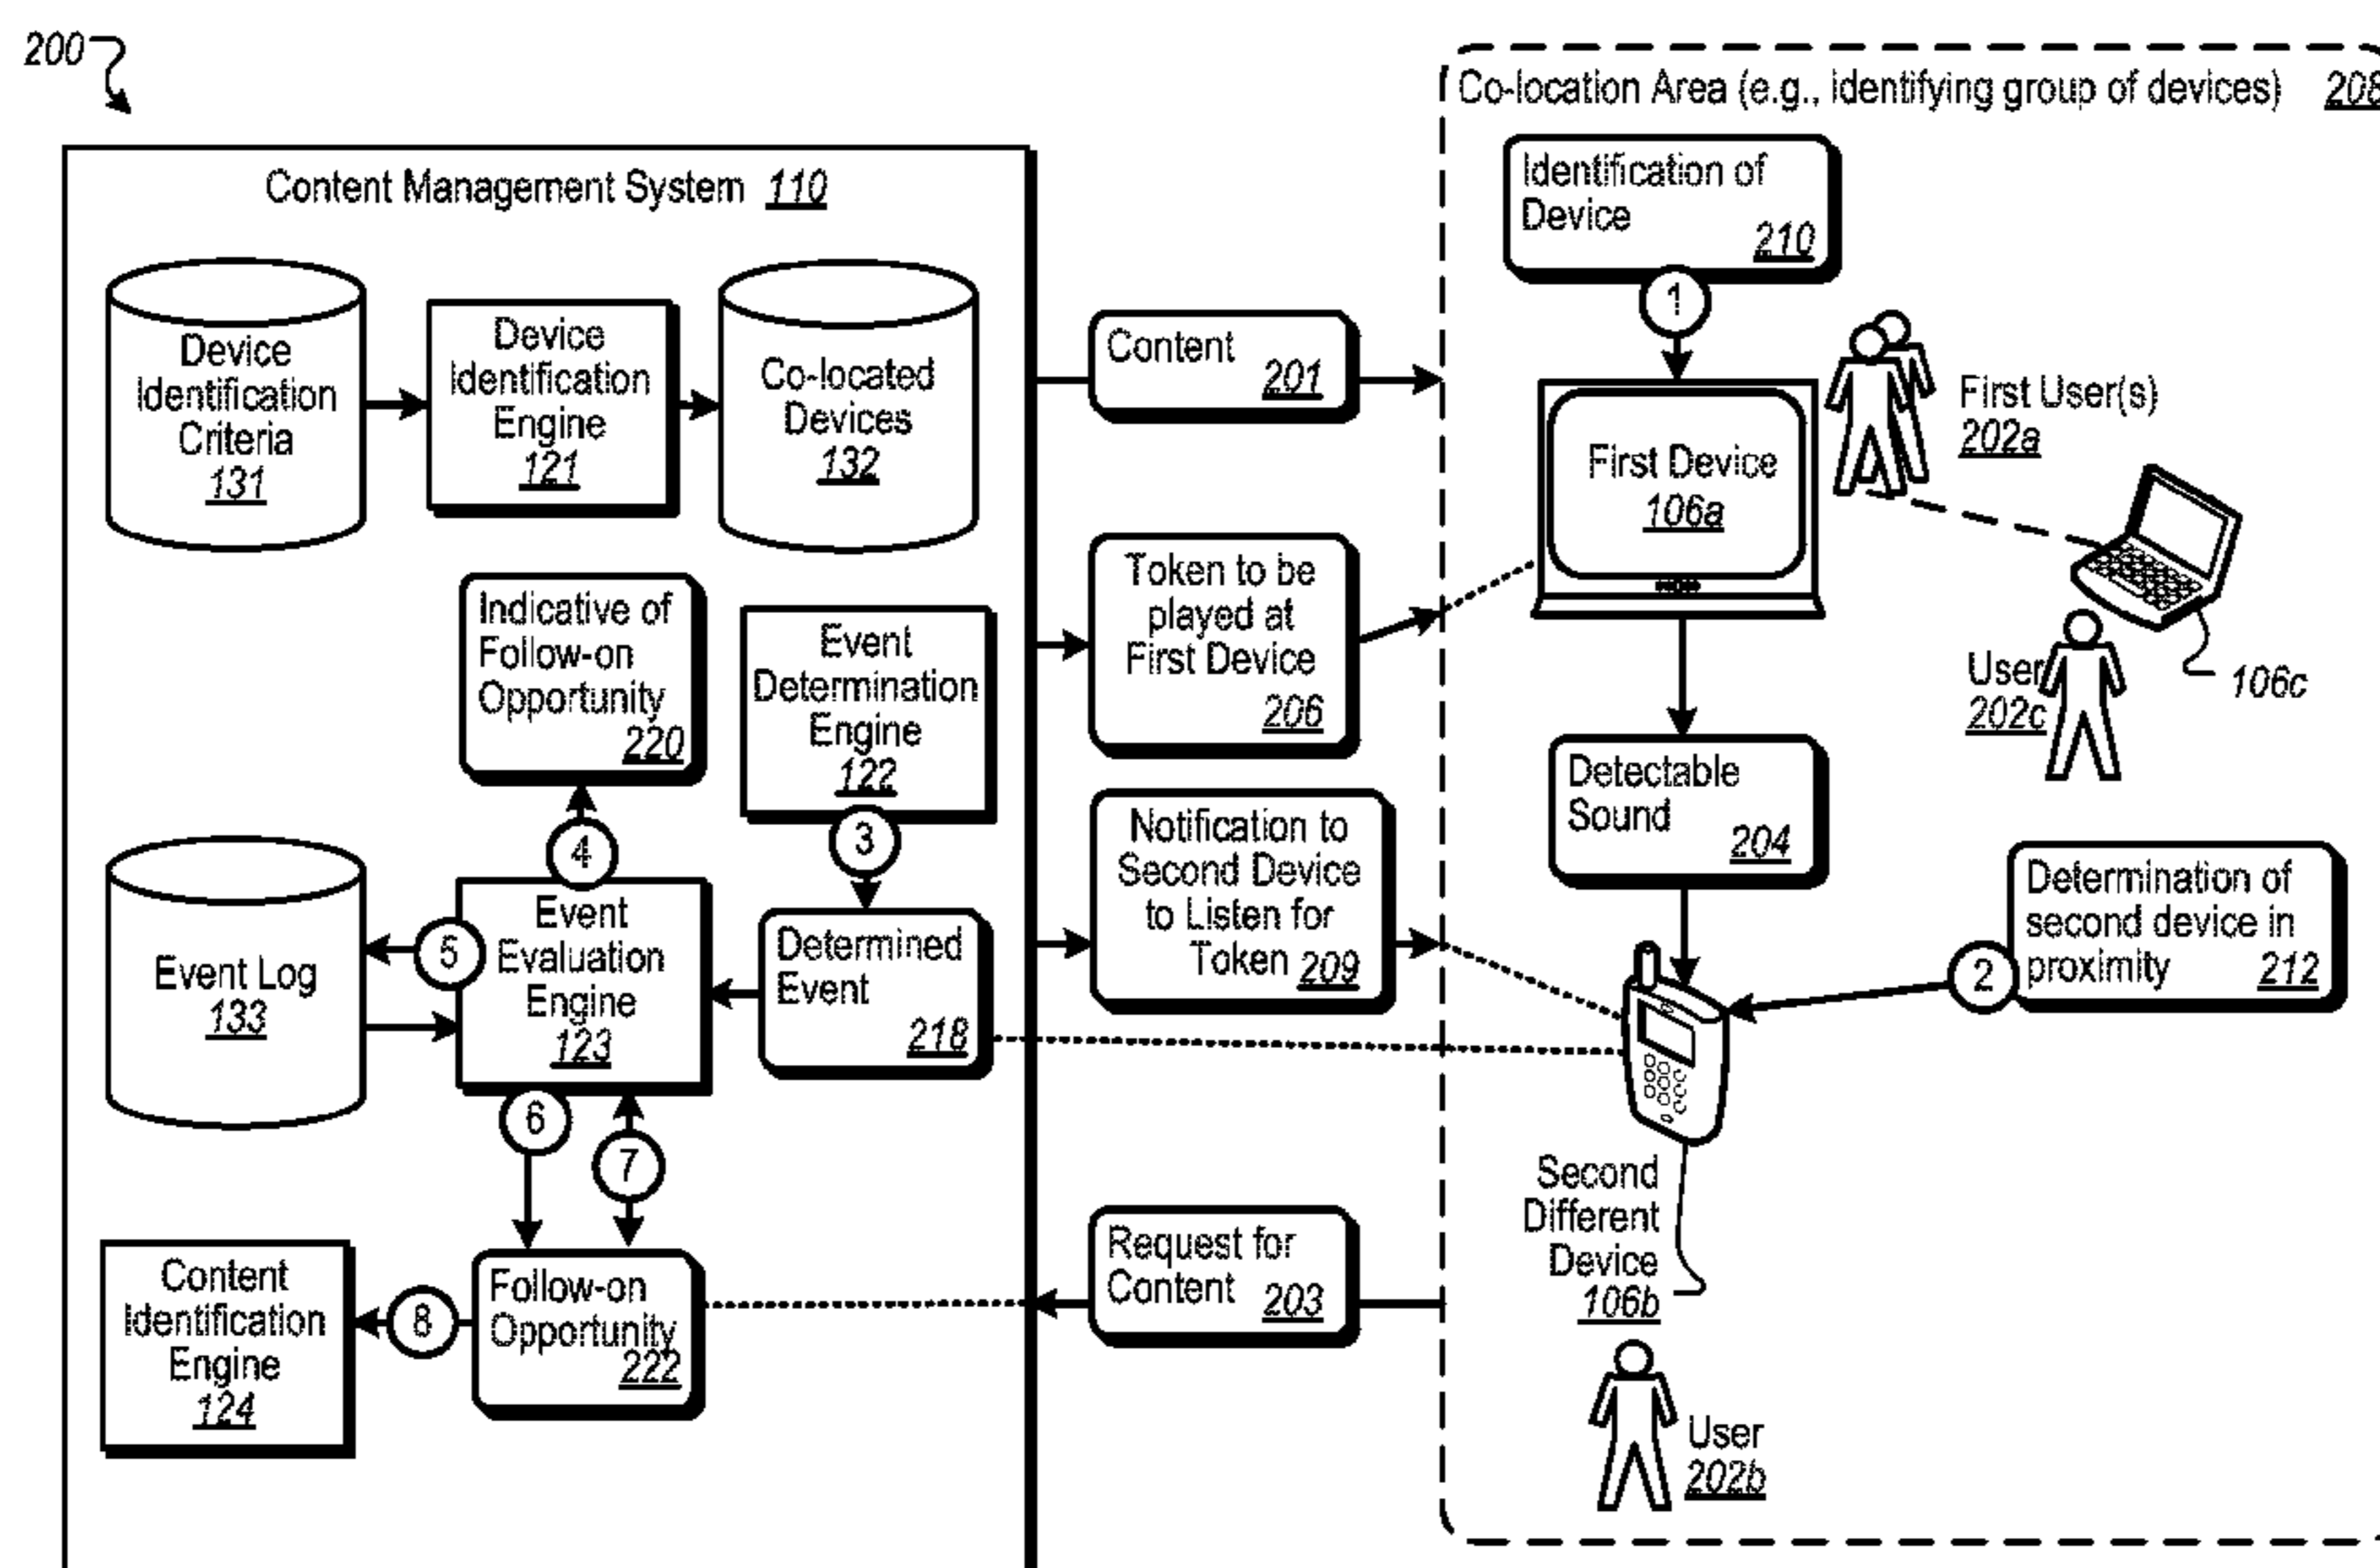 200
Content Management System 110
Device
Identification
Criteria
131
Device
Identification
Engine
121
Co-located
Devices
132
Indicative of
Follow-on
Opportunity
220
Event
Determination
Engine
122
3
4
Event Log
133
5
Event
Evaluation
Engine
123
Determined
Event
218
6
7
Content
Identification
Engine
124
8
Follow-on
Opportunity
222
Content
201
Token to be
played at
First Device
206
Notification to
Second Device
to Listen for
Token 209
Request for
Content 203
Co-location Area (e.g., identifying group of devices) 208
Identification of
Device
210
1
First Device
106a
First User(s)
202a
106c
User
202c
Detectable
Sound
204
Determination of
second device in
proximity 212
2
Second
Different
Device
106b
User
202b